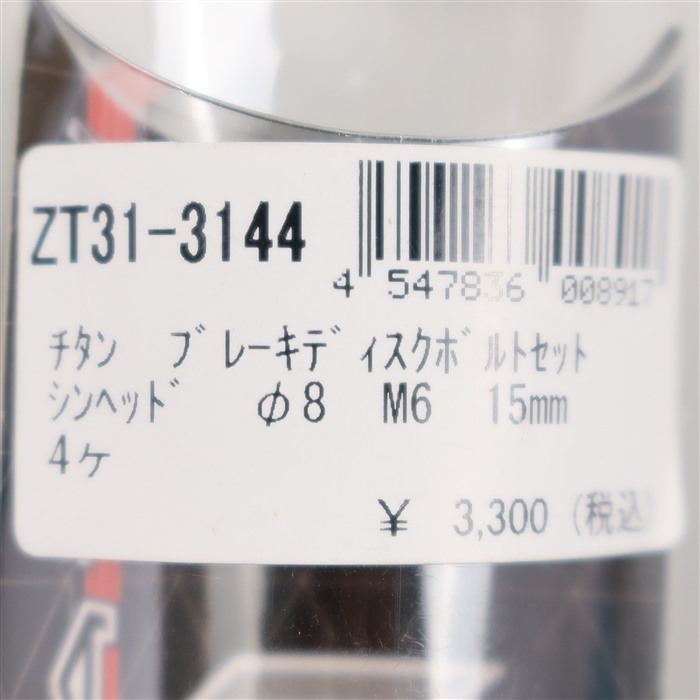 ZT31-3144
4 547836 008917
ﾁﾀﾝ ﾌﾞﾚｰｷﾃﾞｨｽｸﾎﾞﾙﾄｾｯﾄ
ｼﾝﾍｯﾄﾞ φ8 M6 15mm
4ヶ
¥ 3,300 (税込)